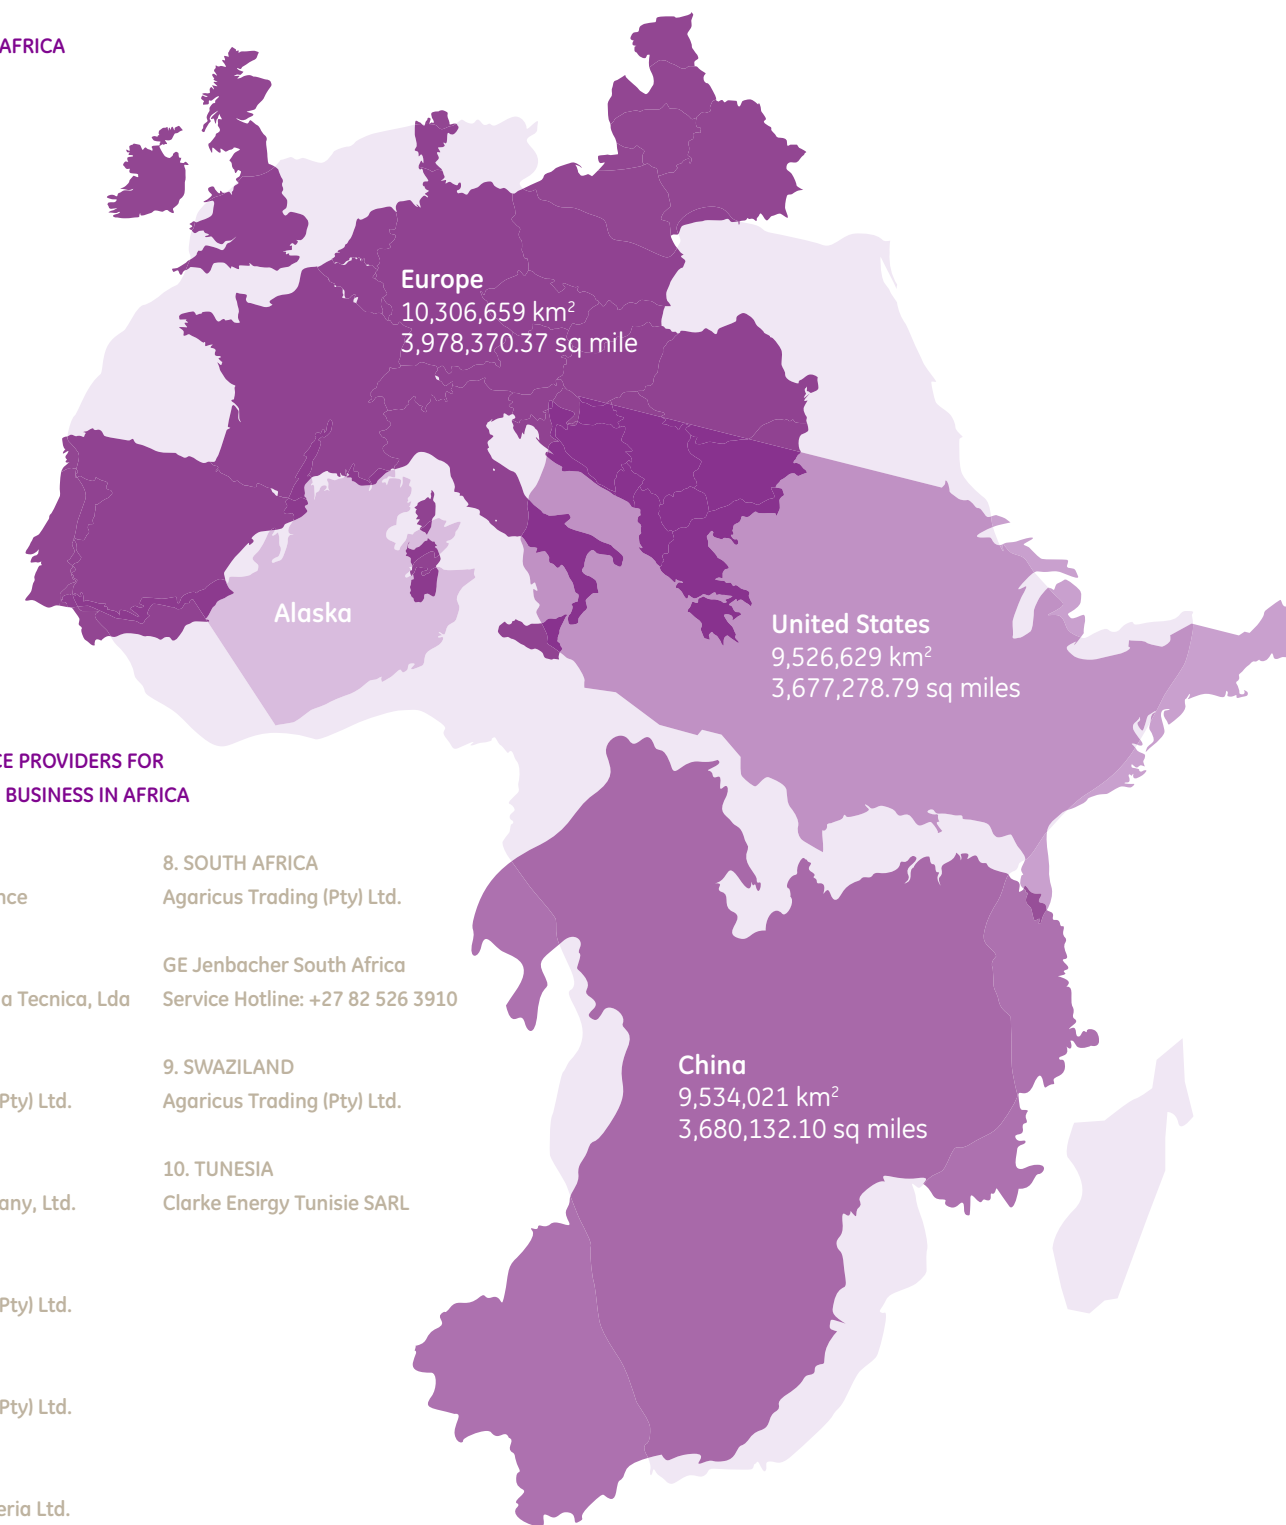 AFRICA
Europe
10,306,659 km²
3,978,370.37 sq mile
Alaska
United States
9,526,629 km²
3,677,278.79 sq miles
China
9,534,021 km²
3,680,132.10 sq miles
CE PROVIDERS FOR
BUSINESS IN AFRICA
nce
a Tecnica, Lda
Pty) Ltd.
any, Ltd.
Pty) Ltd.
Pty) Ltd.
eria Ltd.
8. SOUTH AFRICA
Agaricus Trading (Pty) Ltd.
GE Jenbacher South Africa
Service Hotline: +27 82 526 3910
9. SWAZILAND
Agaricus Trading (Pty) Ltd.
10. TUNESIA
Clarke Energy Tunisie SARL